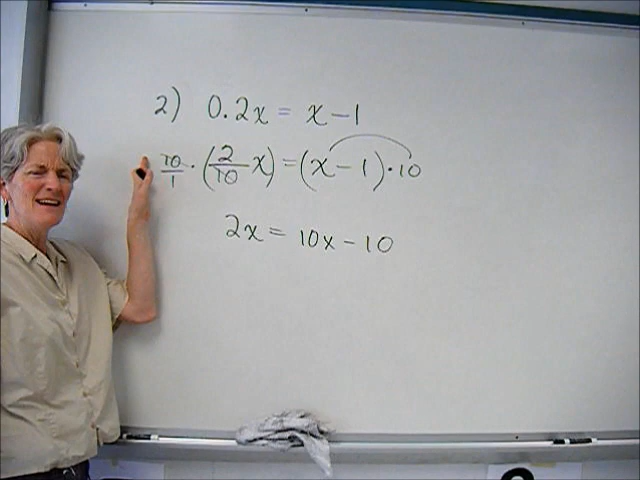 2) 0.2x = x - 1
10/1 · (2/10 x) = (x - 1) · 10
2x = 10x - 10